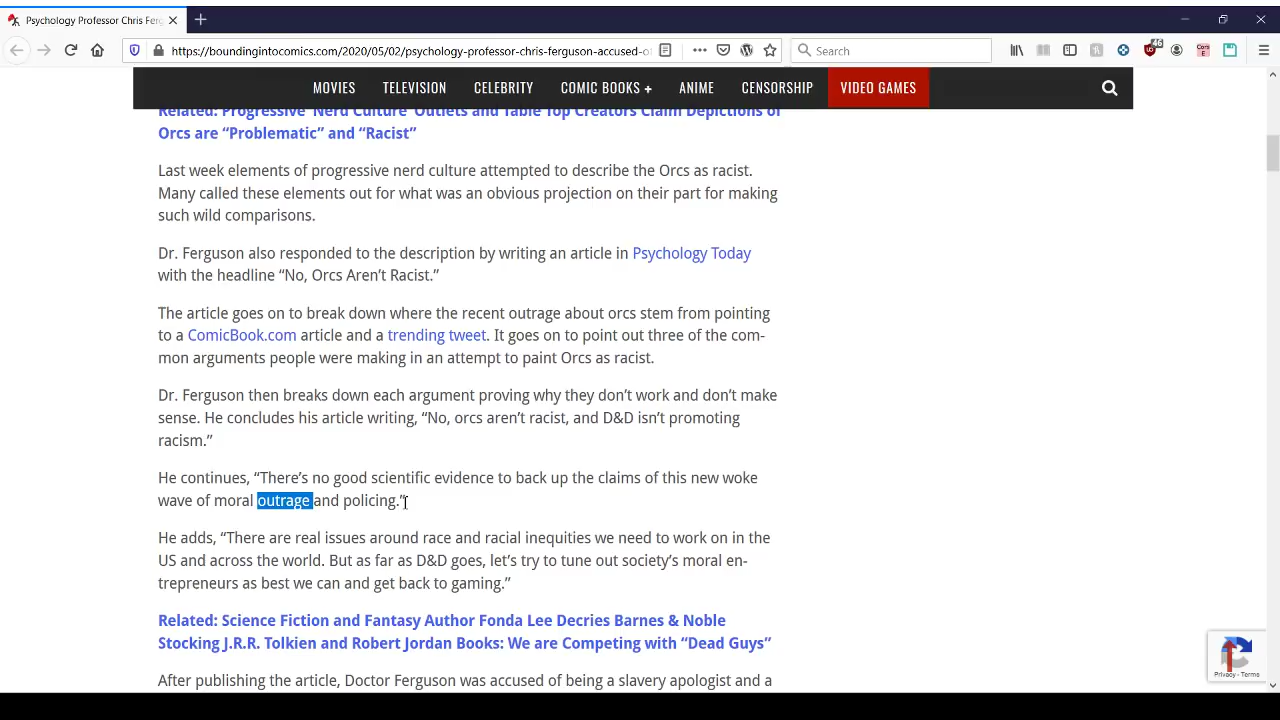 Psychology Professor Chris Ferg
https://boundingintocomics.com/2020/05/02/psychology-professor-chris-ferguson-accused-o
Search
46
MOVIES TELEVISION CELEBRITY COMIC BOOKS + ANIME CENSORSHIP VIDEO GAMES
Related: Progressive ‘Nerd Culture’ Outlets and Table Top Creators Claim Depictions of
Orcs are “Problematic” and “Racist”
Last week elements of progressive nerd culture attempted to describe the Orcs as racist.
Many called these elements out for what was an obvious projection on their part for making
such wild comparisons.
Dr. Ferguson also responded to the description by writing an article in Psychology Today
with the headline “No, Orcs Aren’t Racist.”
The article goes on to break down where the recent outrage about orcs stem from pointing
to a ComicBook.com article and a trending tweet. It goes on to point out three of the com-
mon arguments people were making in an attempt to paint Orcs as racist.
Dr. Ferguson then breaks down each argument proving why they don’t work and don’t make
sense. He concludes his article writing, “No, orcs aren’t racist, and D&D isn’t promoting
racism.”
He continues, “There’s no good scientific evidence to back up the claims of this new woke
wave of moral outrage and policing.”
He adds, “There are real issues around race and racial inequities we need to work on in the
US and across the world. But as far as D&D goes, let’s try to tune out society’s moral en-
trepreneurs as best we can and get back to gaming.”
Related: Science Fiction and Fantasy Author Fonda Lee Decries Barnes & Noble
Stocking J.R.R. Tolkien and Robert Jordan Books: We are Competing with “Dead Guys”
After publishing the article, Doctor Ferguson was accused of being a slavery apologist and a
Privacy - Terms